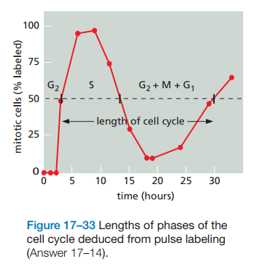 mitotic cells (% labeled)
100
75
50
25
0
G2
S
G2 + M + G1
length of cell cycle
0 5 10 15 20 25 30
time (hours)
Figure 17–33 Lengths of phases of the
cell cycle deduced from pulse labeling
(Answer 17–14).